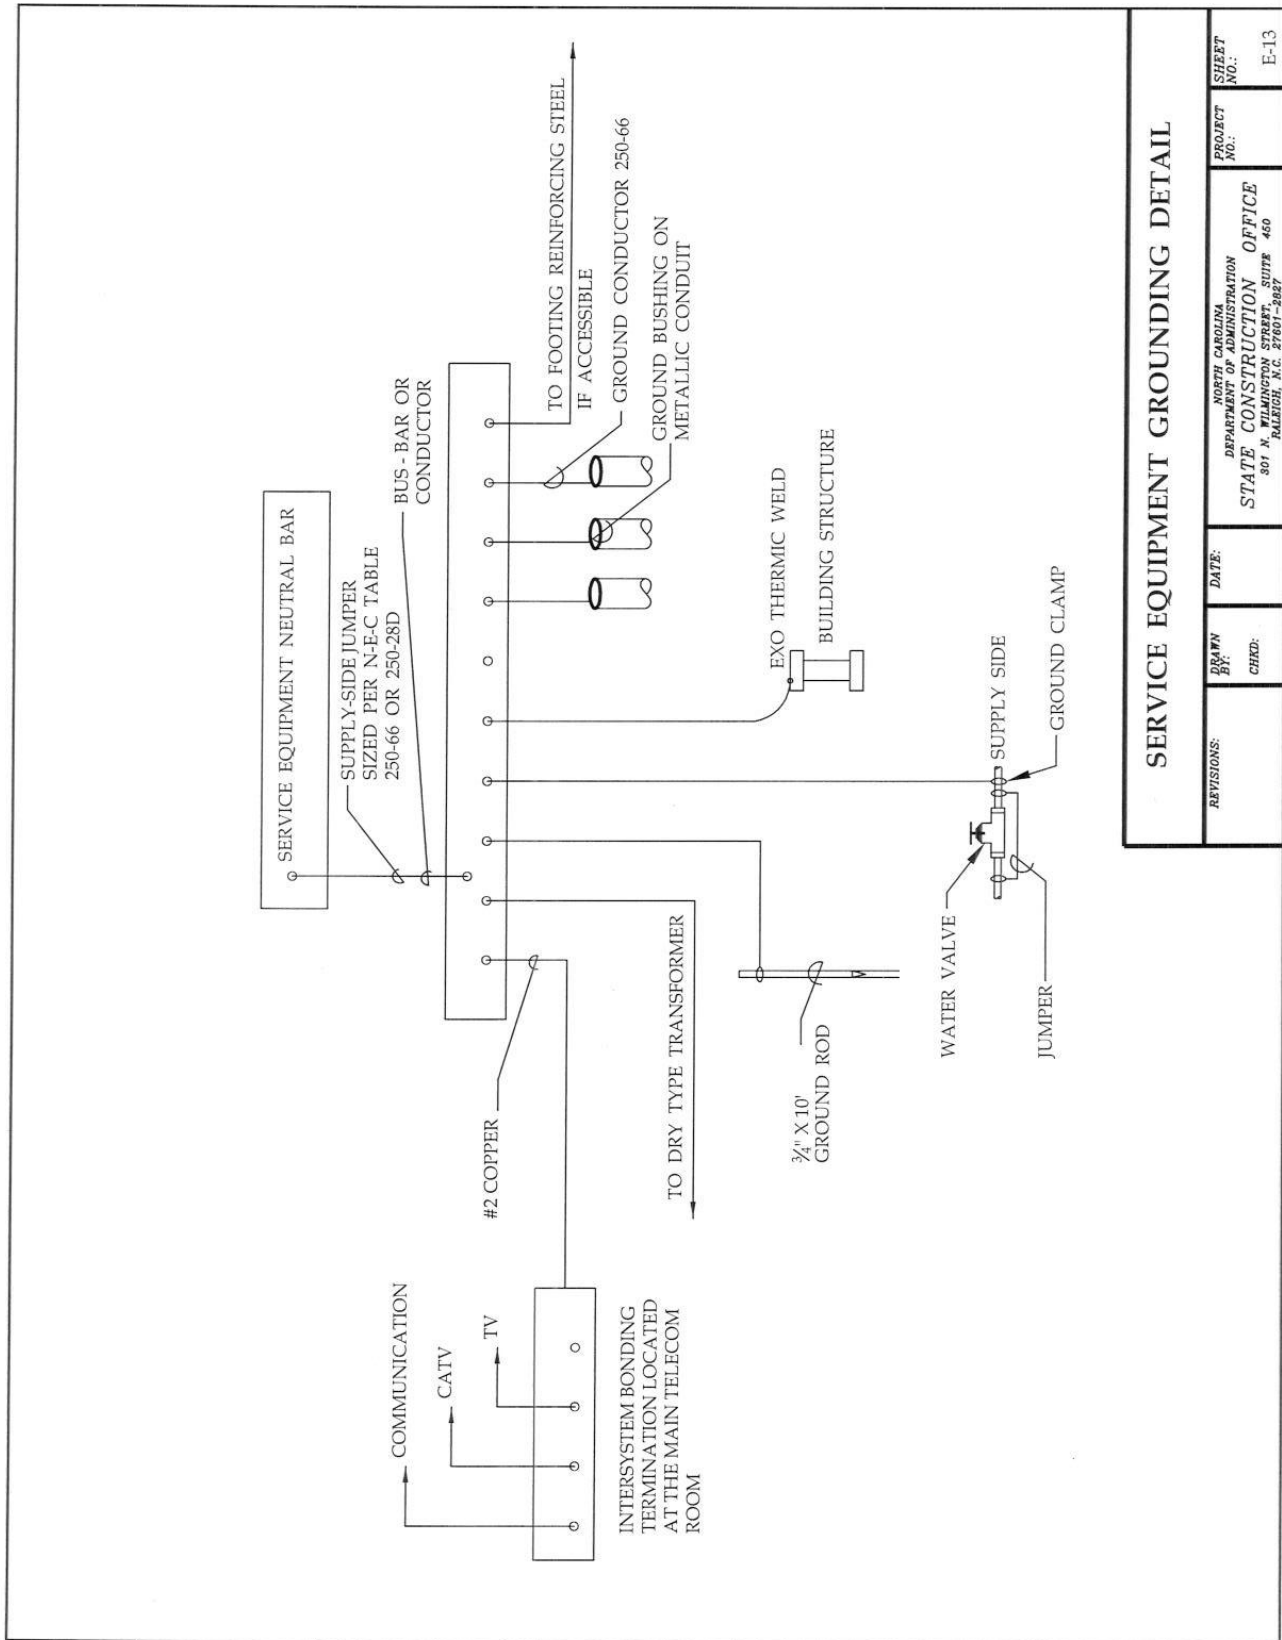 SERVICE EQUIPMENT NEUTRAL BAR
SUPPLY-SIDE JUMPER
SIZED PER N-E-C TABLE
250-66 OR 250-28D
BUS - BAR OR
CONDUCTOR
COMMUNICATION
CATV
TV
#2 COPPER
INTERSYSTEM BONDING
TERMINATION LOCATED
AT THE MAIN TELECOM
ROOM
TO DRY TYPE TRANSFORMER
3/4" X 10'
GROUND ROD
TO FOOTING REINFORCING STEEL
IF ACCESSIBLE
GROUND CONDUCTOR 250-66
GROUND BUSHING ON
METALLIC CONDUIT
EXO THERMIC WELD
BUILDING STRUCTURE
WATER VALVE
SUPPLY SIDE
JUMPER
GROUND CLAMP
SERVICE EQUIPMENT GROUNDING DETAIL
REVISIONS:
DRAWN
BY:
CHKD:
DATE:
NORTH CAROLINA
DEPARTMENT OF ADMINISTRATION
STATE CONSTRUCTION OFFICE
301 N. WILMINGTON STREET, SUITE 450
RALEIGH, N.C. 27601-2827
PROJECT
NO.:
SHEET
NO.:
E-13